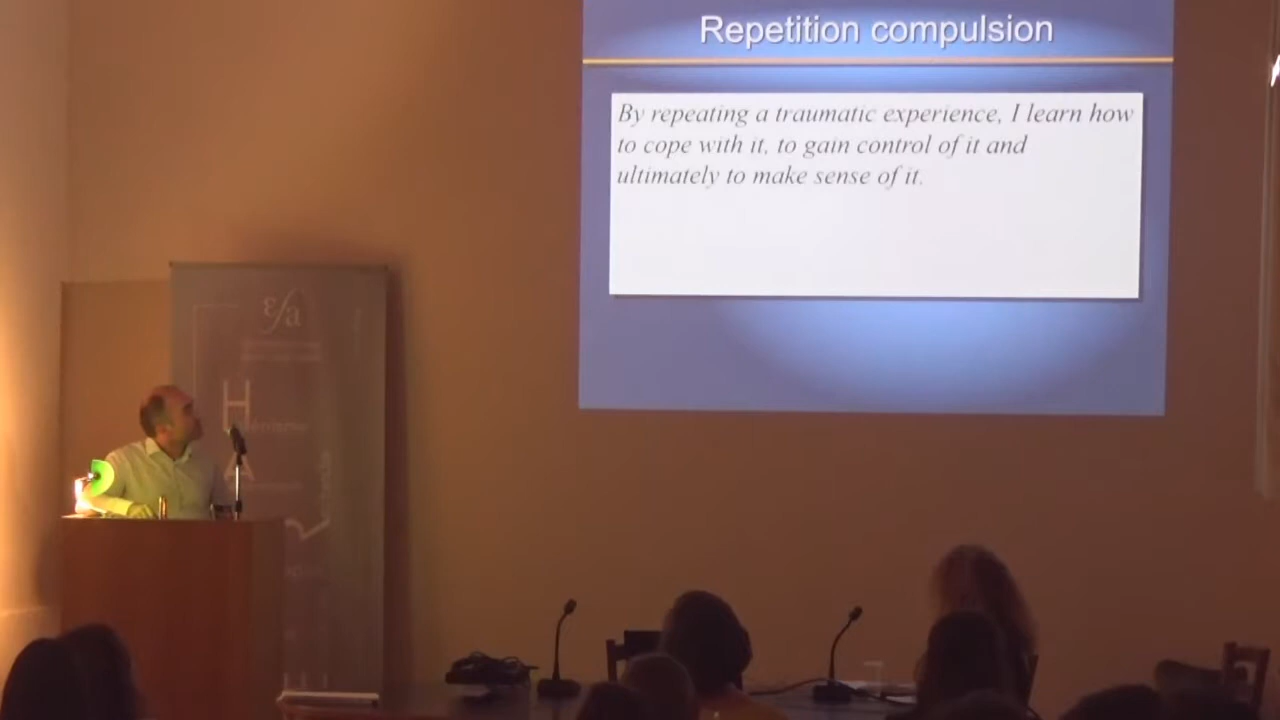 Repetition compulsion
By repeating a traumatic experience, I learn how
to cope with it, to gain control of it and
ultimately to make sense of it.
εfa
H
A